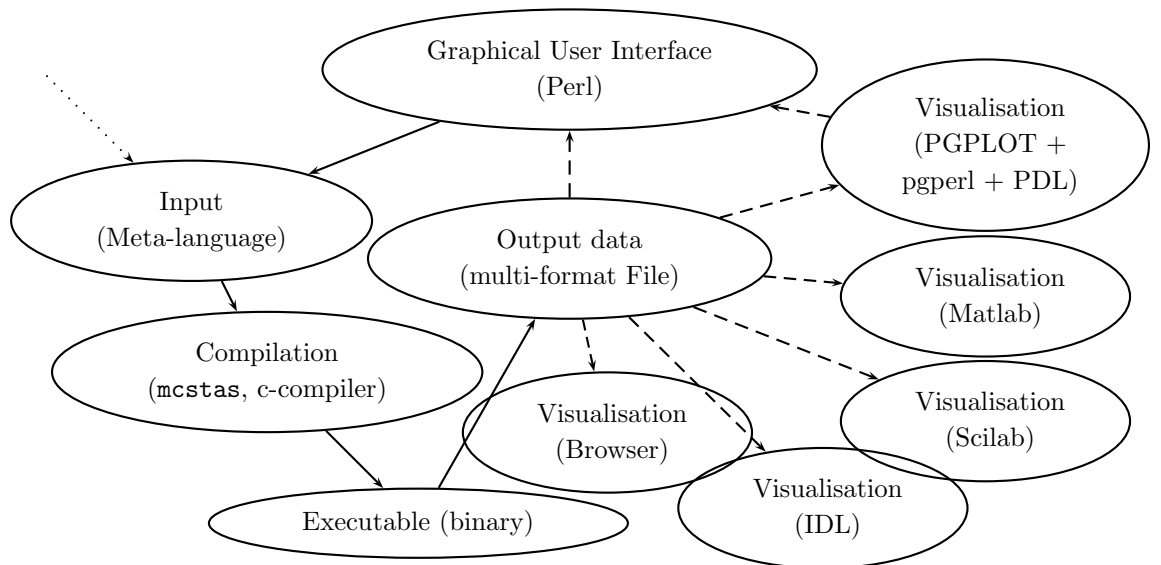 Graphical User Interface
(Perl)
Visualisation
(PGPLOT +
pgperl + PDL)
Input
(Meta-language)
Output data
(multi-format File)
Visualisation
(Matlab)
Compilation
(mcstas, c-compiler)
Visualisation
(Browser)
Visualisation
(Scilab)
Executable (binary)
Visualisation
(IDL)